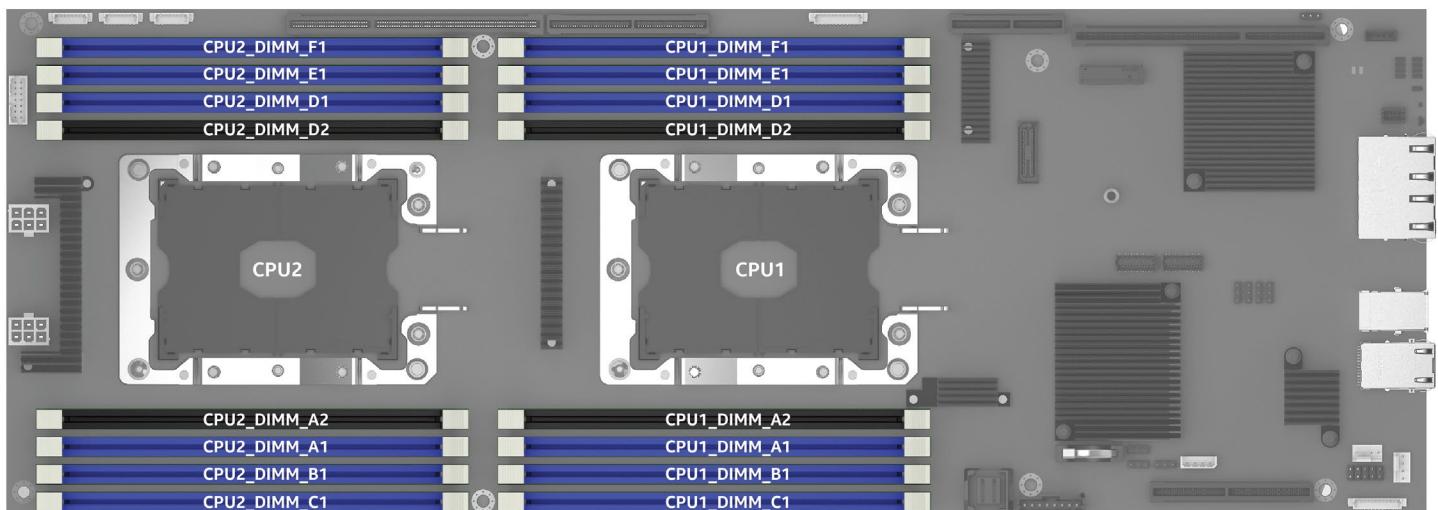 CPU2_DIMM_F1 CPU1_DIMM_F1
CPU2_DIMM_E1 CPU1_DIMM_E1
CPU2_DIMM_D1 CPU1_DIMM_D1
CPU2_DIMM_D2 CPU1_DIMM_D2
CPU2 CPU1
CPU2_DIMM_A2 CPU1_DIMM_A2
CPU2_DIMM_A1 CPU1_DIMM_A1
CPU2_DIMM_B1 CPU1_DIMM_B1
CPU2_DIMM_C1 CPU1_DIMM_C1